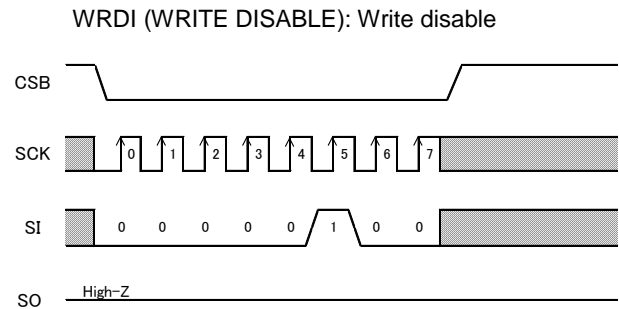 WRDI (WRITE DISABLE): Write disable
CSB
SCK 0 1 2 3 4 5 6 7
SI 0 0 0 0 0 1 0 0
High-Z
SO